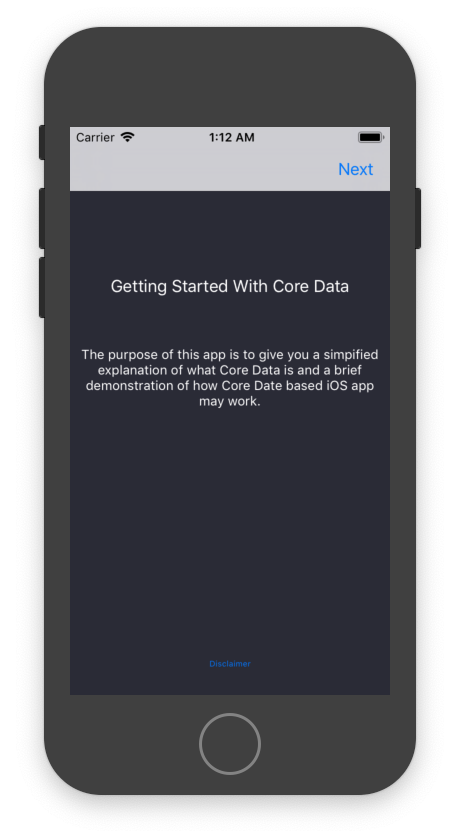 Carrier 1:12 AM
Next
Getting Started With Core Data
The purpose of this app is to give you a simpified
explanation of what Core Data is and a brief
demonstration of how Core Date based iOS app
may work.
Disclaimer